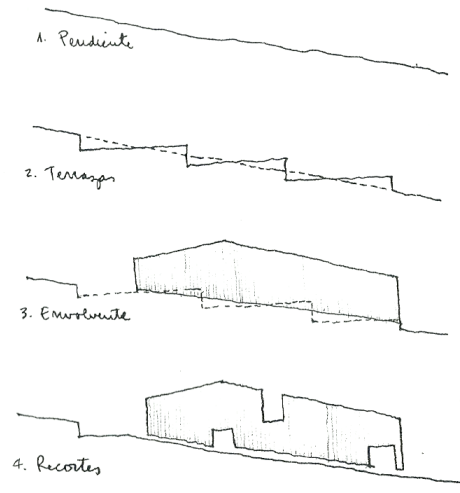 1. Pendiente
2. Terrazas
3. Envolvente
4. Recortes